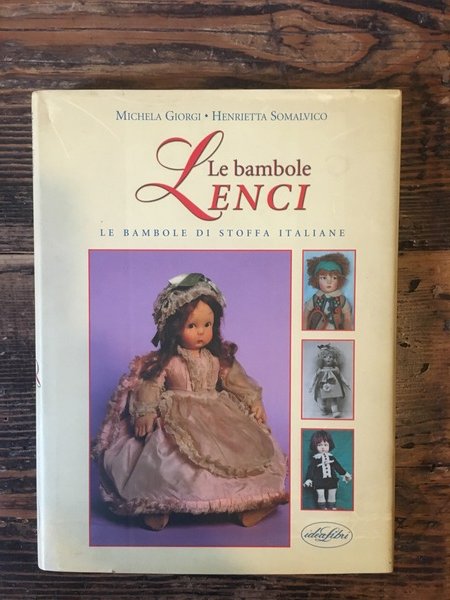 Michela Giorgi • Henrietta Somalvico
Le bambole
LENCI
LE BAMBOLE DI STOFFA ITALIANE
idealibri